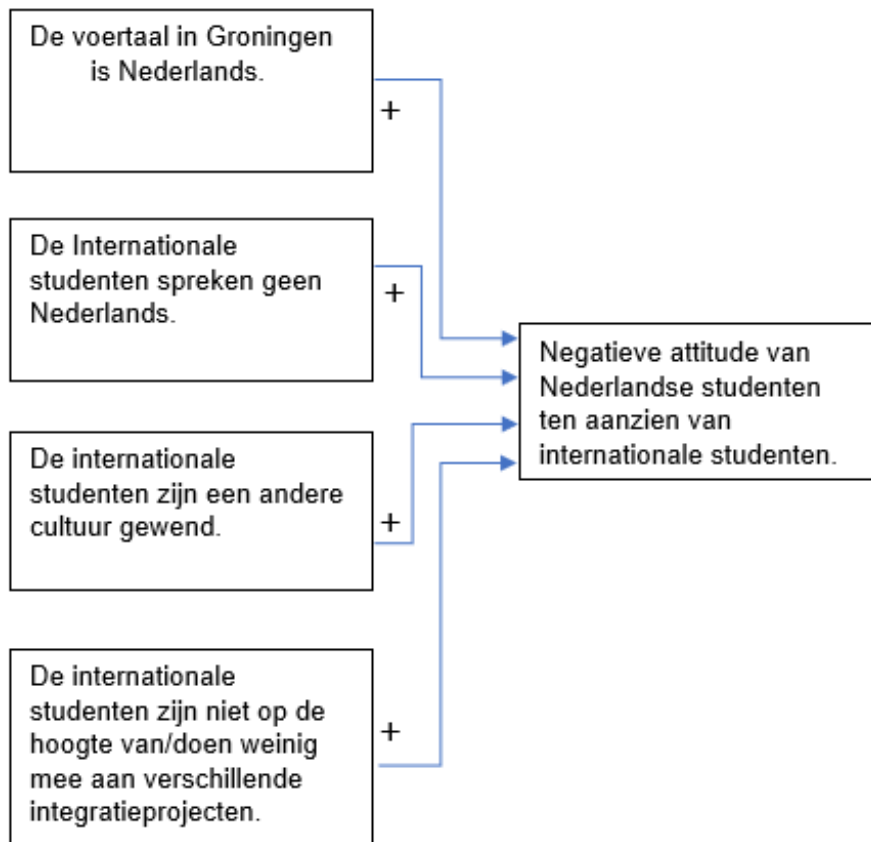 De voertaal in Groningen
is Nederlands.
+
De Internationale
studenten spreken geen
Nederlands.
+
De internationale
studenten zijn een andere
cultuur gewend.
+
De internationale
studenten zijn niet op de
hoogte van/doen weinig
mee aan verschillende
integratieprojecten.
+
Negatieve attitude van
Nederlandse studenten
ten aanzien van
internationale studenten.